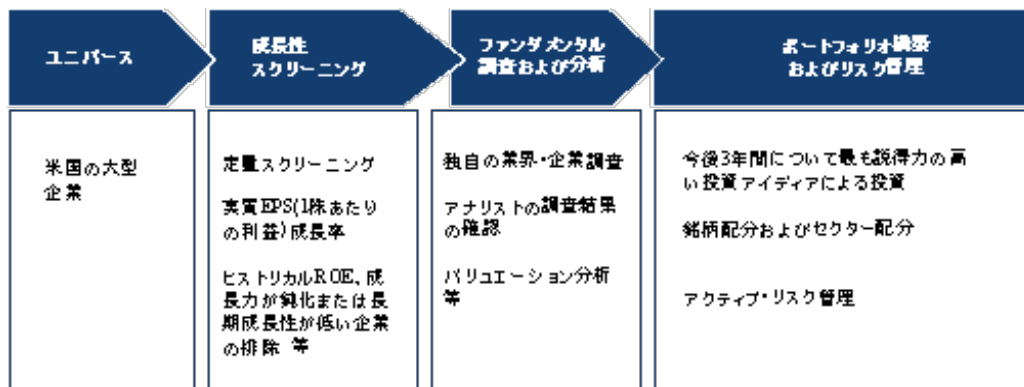 ユニバース
成長性
スクリーニング
ファンダメンタル
調査および分析
ポートフォリオ構築
およびリスク管理
米国の大型
企業
定量スクリーニング
実質EPS(1株あたり
の利益)成長率
ヒストリカルROE、成
長力が鈍化または長
期成長性が低い企業
の排除 等
独自の業界・企業調査
アナリストの調査結果
の確認
バリュエーション分析
等
今後3年間について最も説得力の高
い投資アイディアによる投資
銘柄配分およびセクター配分
アクティブ・リスク管理